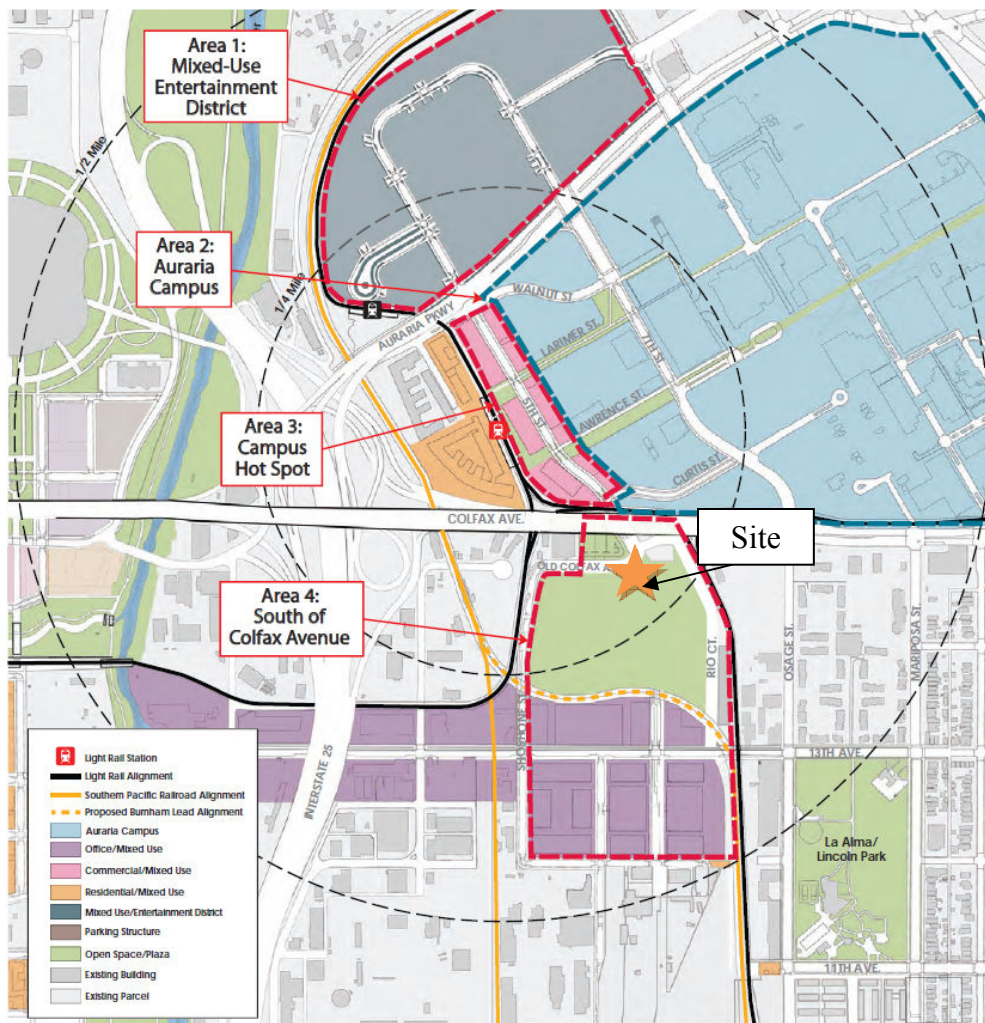 Area 1:
Mixed-Use
Entertainment
District
1/2 Mile
Area 2:
Auraria
Campus
1/4 Mile
WALNUT ST.
AURARIA PKWY
LARIMER ST.
7TH ST.
5TH ST.
LAWRENCE ST.
Area 3:
Campus
Hot Spot
CURTIS ST.
COLFAX AVE.
Site
OLD COLFAX A
Area 4:
South of
Colfax Avenue
RIO CT.
OSAGE ST.
MARIPOSA ST.
SHOSHONE ST.
13TH AVE.
INTERSTATE 25
La Alma/
Lincoln Park
11TH AVE.
Light Rail Station
Light Rail Alignment
Southern Pacific Railroad Alignment
Proposed Burnham Lead Alignment
Auraria Campus
Office/Mixed Use
Commercial/Mixed Use
Residential/Mixed Use
Mixed Use/Entertainment District
Parking Structure
Open Space/Plaza
Existing Building
Existing Parcel